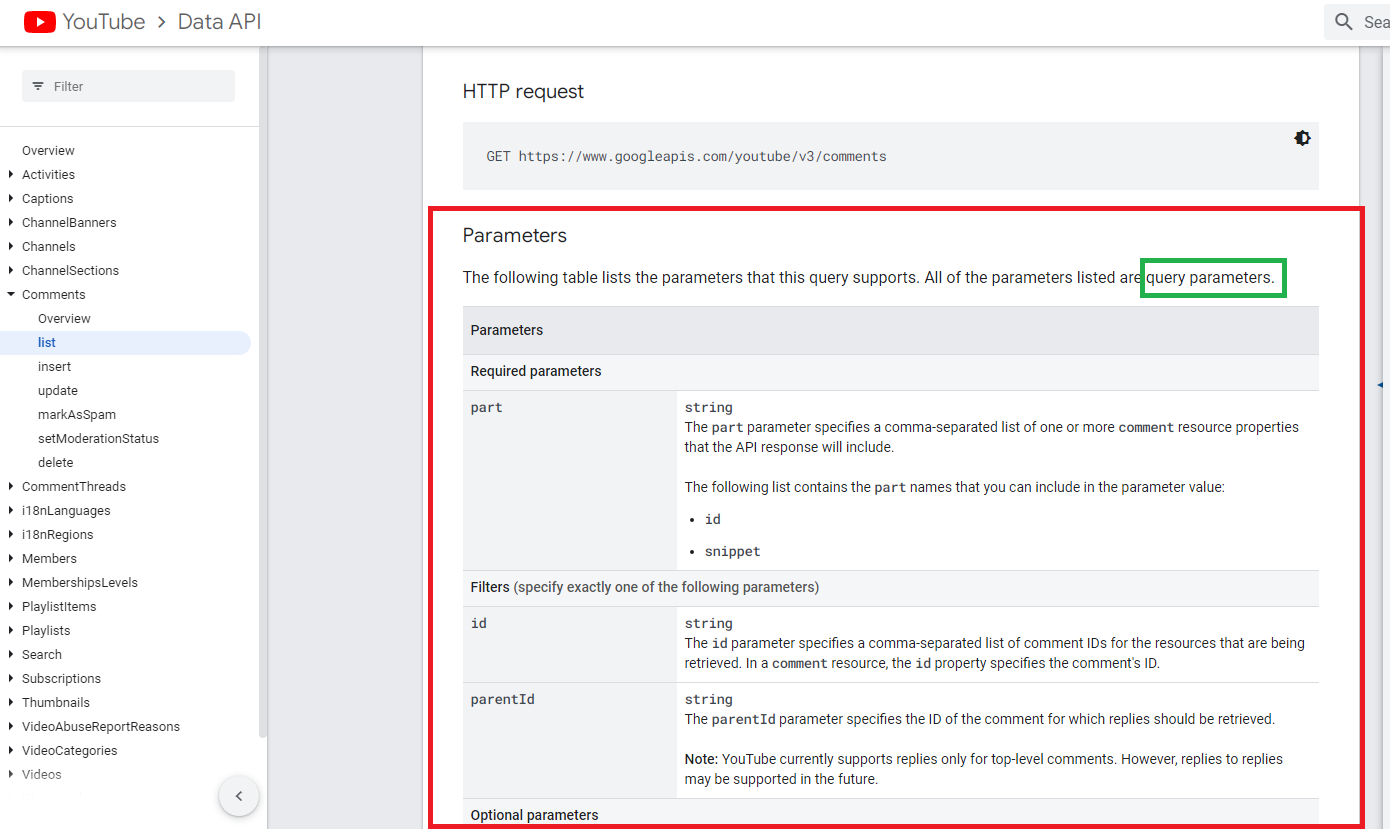 YouTube > Data API
Sea
Filter
Overview
Activities
Captions
ChannelBanners
Channels
ChannelSections
Comments
Overview
list
insert
update
markAsSpam
setModerationStatus
delete
CommentThreads
i18nLanguages
i18nRegions
Members
MembershipsLevels
PlaylistItems
Playlists
Search
Subscriptions
Thumbnails
VideoAbuseReportReasons
VideoCategories
Videos
HTTP request
GET https://www.googleapis.com/youtube/v3/comments
Parameters
The following table lists the parameters that this query supports. All of the parameters listed are query parameters.
Parameters
Required parameters
part
string
The part parameter specifies a comma-separated list of one or more comment resource properties
that the API response will include.
The following list contains the part names that you can include in the parameter value:
• id
• snippet
Filters (specify exactly one of the following parameters)
id
string
The id parameter specifies a comma-separated list of comment IDs for the resources that are being
retrieved. In a comment resource, the id property specifies the comment's ID.
parentId
string
The parentId parameter specifies the ID of the comment for which replies should be retrieved.
Note: YouTube currently supports replies only for top-level comments. However, replies to replies
may be supported in the future.
Optional parameters